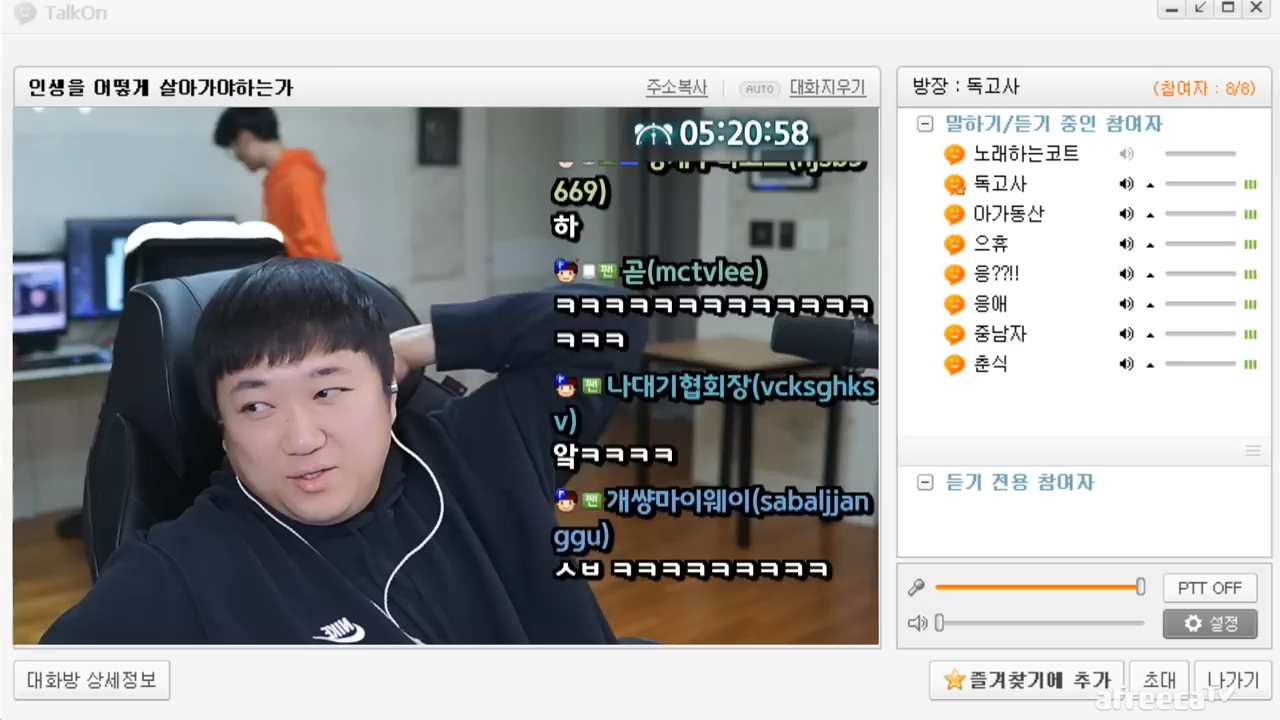 TalkOn
인생을 어떻게 살아가야하는가
주소복사
AUTO
대화지우기
05:20:58
669)
하
팬 곧(mctvlee)
ㅋㅋㅋㅋㅋㅋㅋㅋㅋㅋㅋㅋ
ㅋㅋㅋ
팬 나대기협회장(vcksghks
v)
앜ㅋㅋㅋㅋ
팬 개썅마이웨이(sabaljjan
ggu)
ㅅㅂ ㅋㅋㅋㅋㅋㅋㅋㅋㅋ
NIKE
방장 : 독고사
(참여자 : 8/8)
말하기/듣기 중인 참여자
노래하는코트
독고사
아가동산
으휴
응??!!
응애
중남자
춘식
듣기 전용 참여자
PTT OFF
설정
대화방 상세정보
즐겨찾기에 추가
초대
나가기
afreecaTV